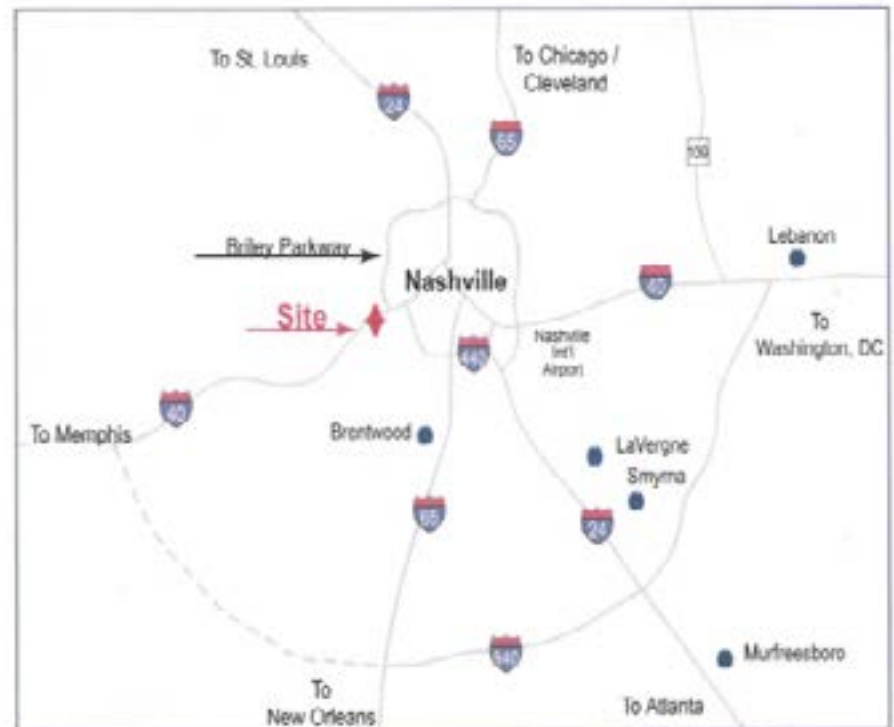 To St. Louis
To Chicago /
Cleveland
24
65
109
Briley Parkway
Lebanon
Nashville
40
Site
To
Washington, DC
440
Nashville
Int'l
Airport
40
To Memphis
Brentwood
LaVergne
Smyrna
65
24
840
Murfreesboro
To
New Orleans
To Atlanta